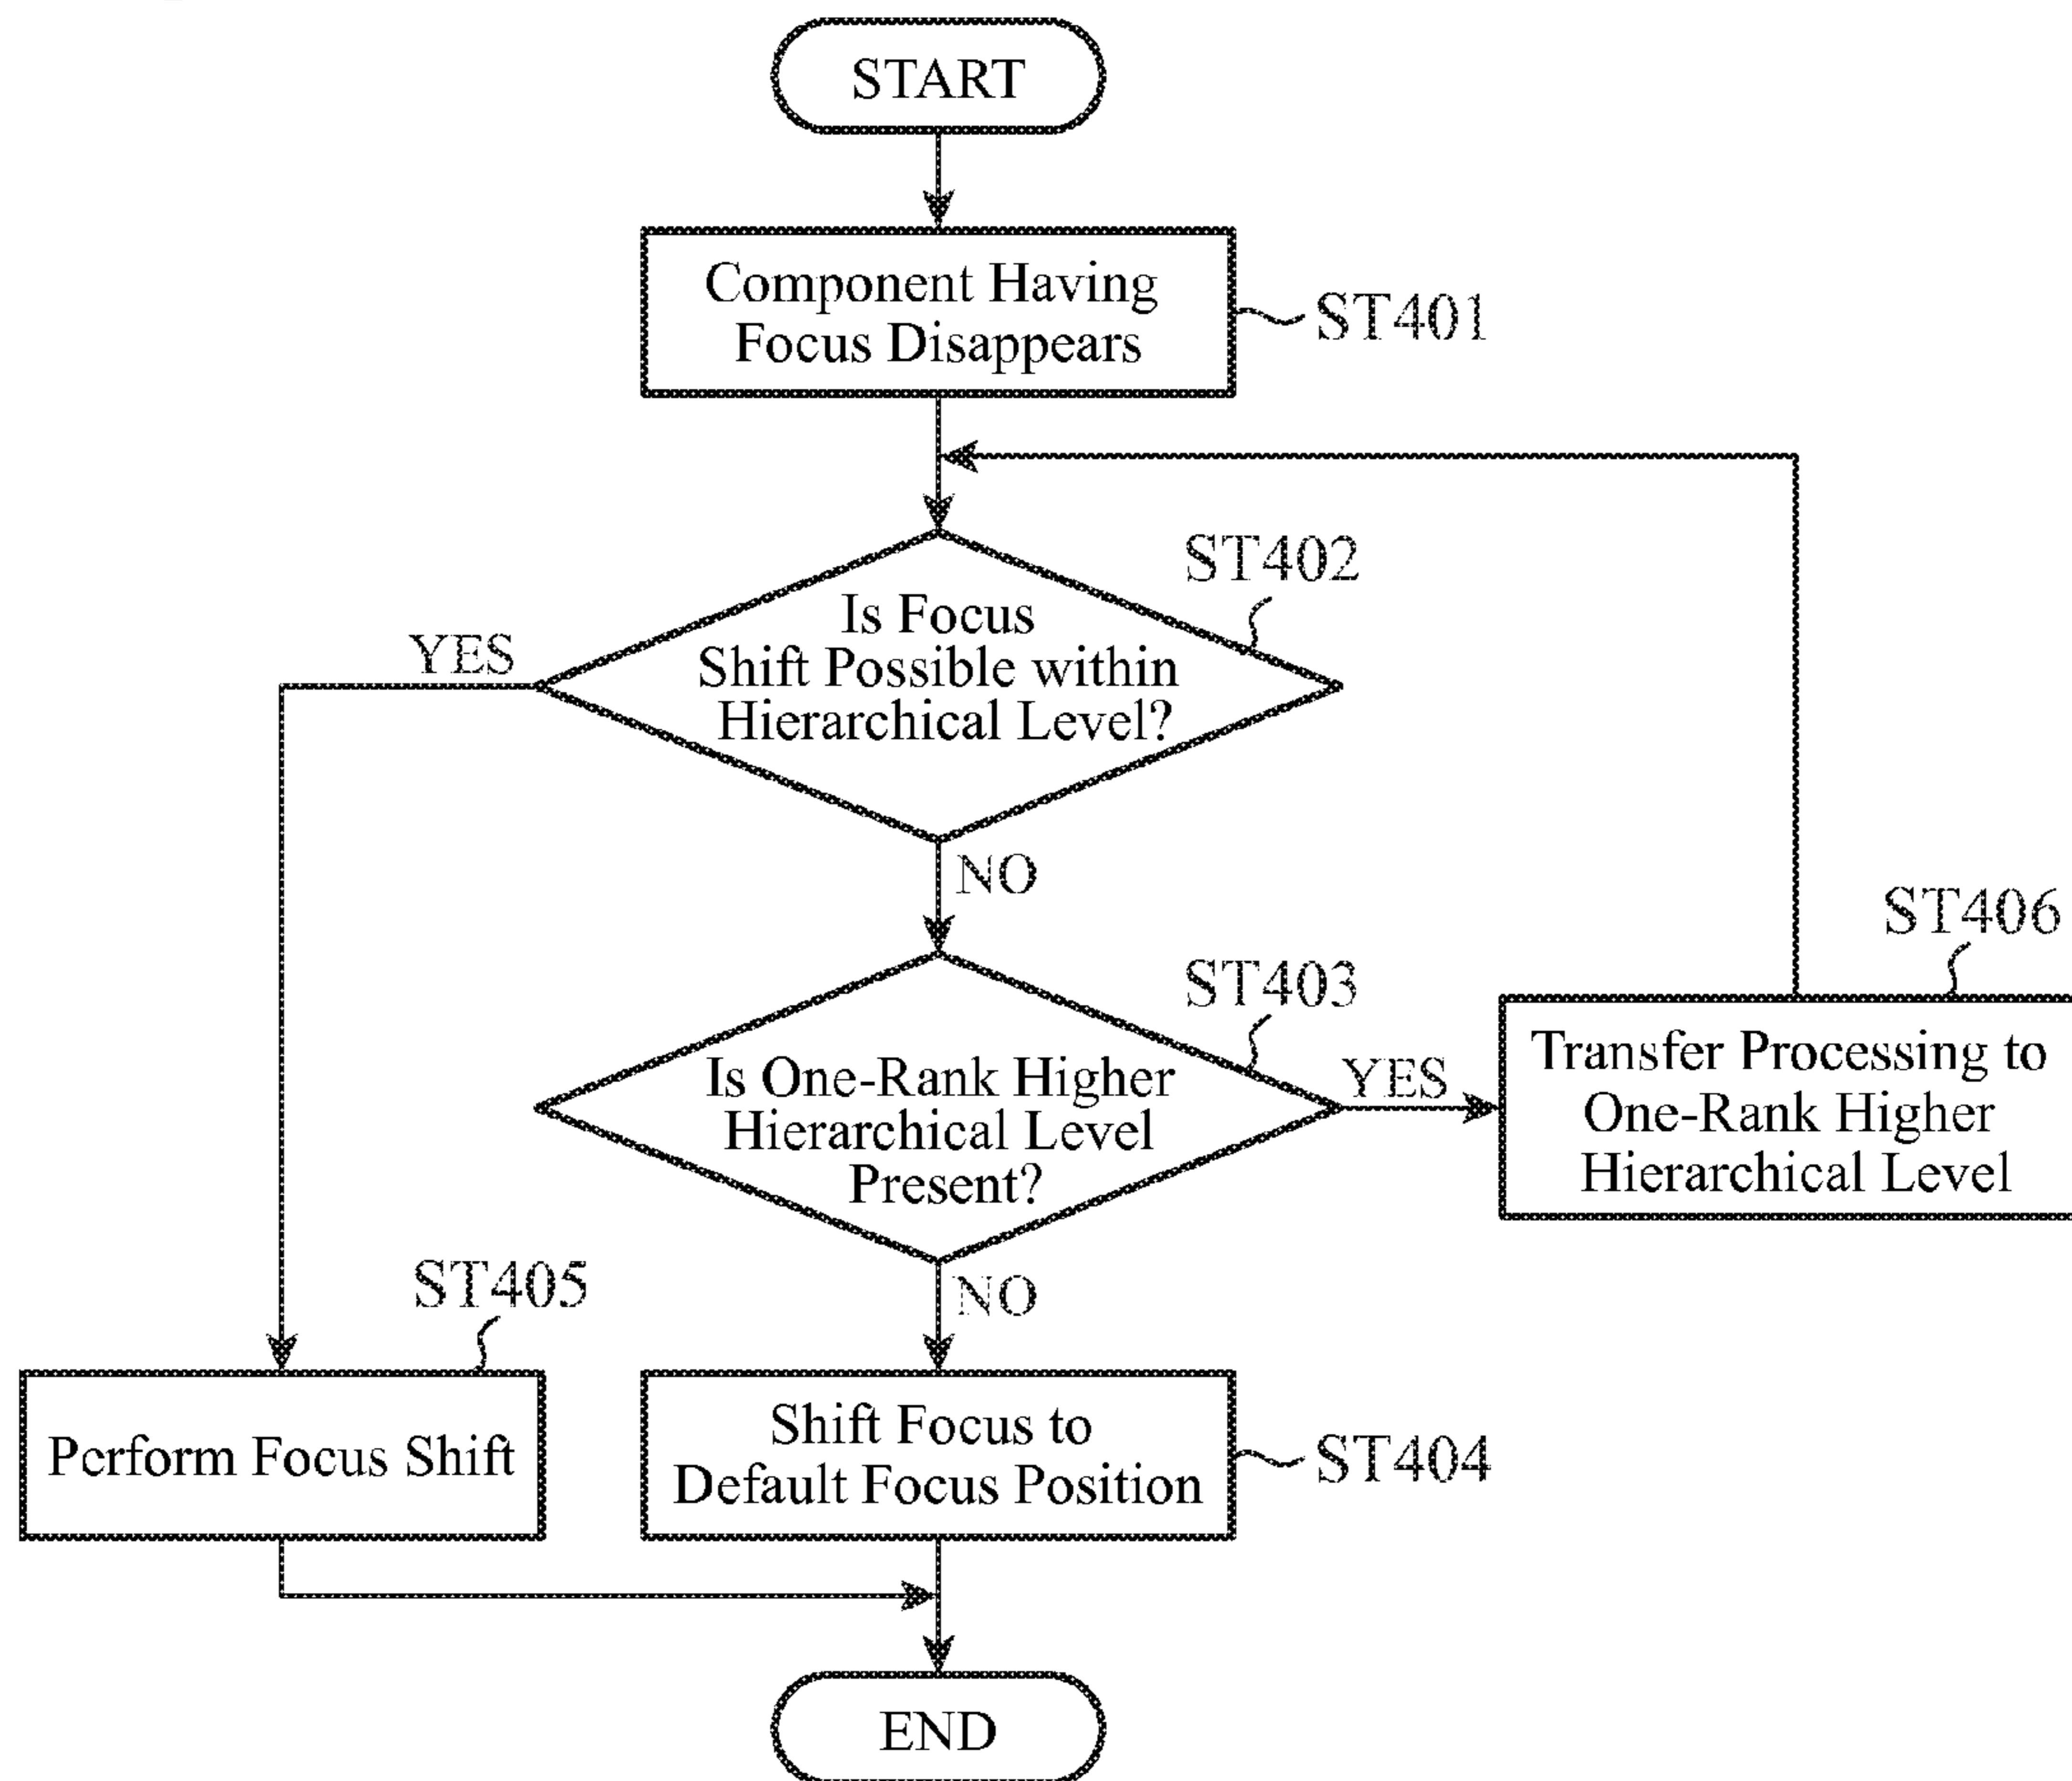 START
Component Having
Focus Disappears
ST401
ST402
Is Focus
Shift Possible within
Hierarchical Level?
YES
NO
ST403
Is One-Rank Higher
Hierarchical Level
Present?
YES
ST406
Transfer Processing to
One-Rank Higher
Hierarchical Level
NO
ST405
Perform Focus Shift
Shift Focus to
Default Focus Position
ST404
END